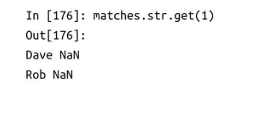 In [176]: matches.str.get(1)
Out[176]:
Dave NaN
Rob NaN